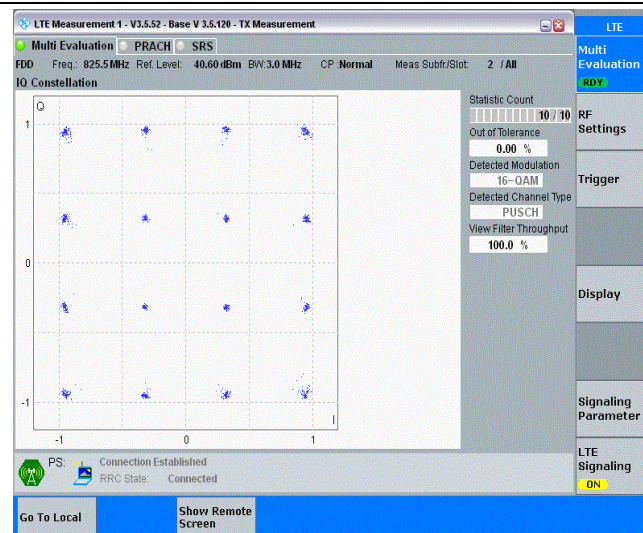 LTE Measurement 1 - V3.5.52 - Base V 3.5.120 - TX Measurement
LTE
Multi Evaluation PRACH SRS
Multi
Evaluation
RDY
FDD Freq.: 825.5 MHz Ref. Level: 40.60 dBm BW: 3.0 MHz CP : Normal Meas Subfr./Slot: 2 / All
IQ Constellation
Q
1
0
-1
-1 0 1
I
Statistic Count
10 / 10
Out of Tolerance
0.00 %
Detected Modulation
16-QAM
Detected Channel Type
PUSCH
View Filter Throughput
100.0 %
RF
Settings
Trigger
Display
Signaling
Parameter
LTE
Signaling
ON
PS: Connection Established
RRC State: Connected
Go To Local
Show Remote
Screen